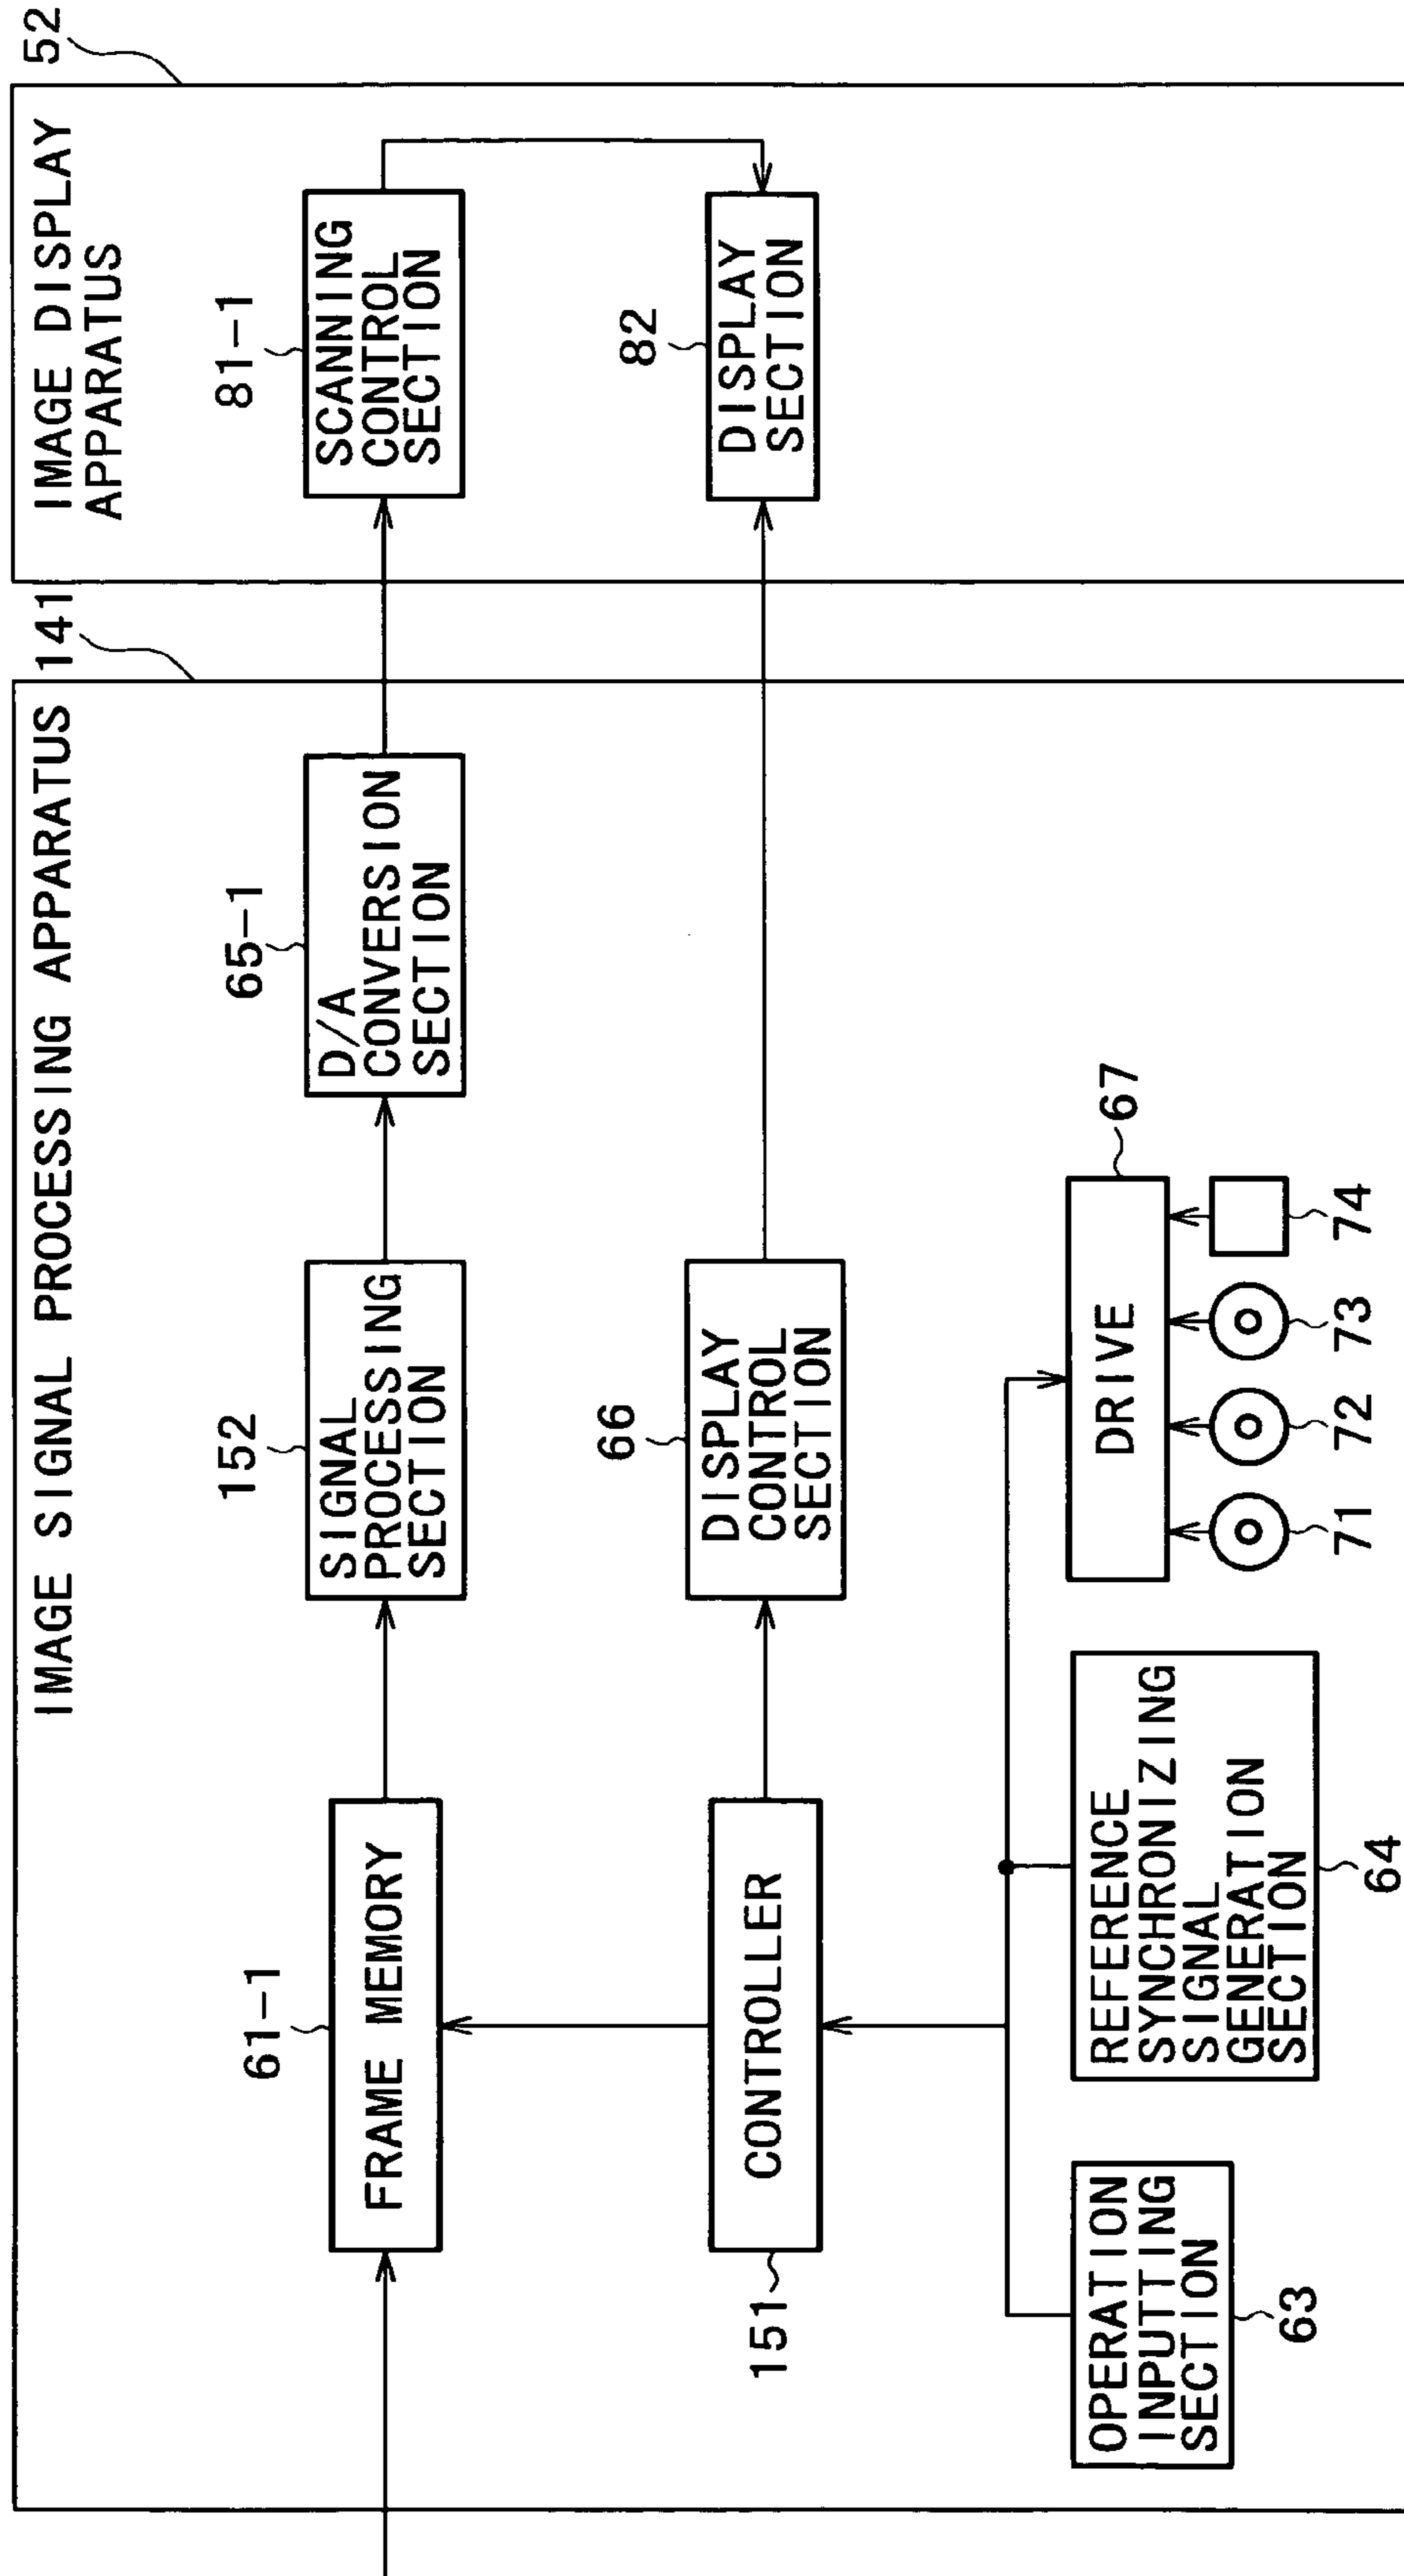 IMAGE SIGNAL PROCESSING APPARATUS 141
61-1
FRAME MEMORY
152
SIGNAL
PROCESSING
SECTION
65-1
D/A
CONVERSION
SECTION
151
CONTROLLER
66
DISPLAY
CONTROL
SECTION
OPERATION
INPUTTING
SECTION
63
REFERENCE
SYNCHRONIZING
SIGNAL
GENERATION
SECTION
64
DRIVE
67
71
72
73
74
IMAGE DISPLAY
APPARATUS
52
81-1
SCANNING
CONTROL
SECTION
82
DISPLAY
SECTION